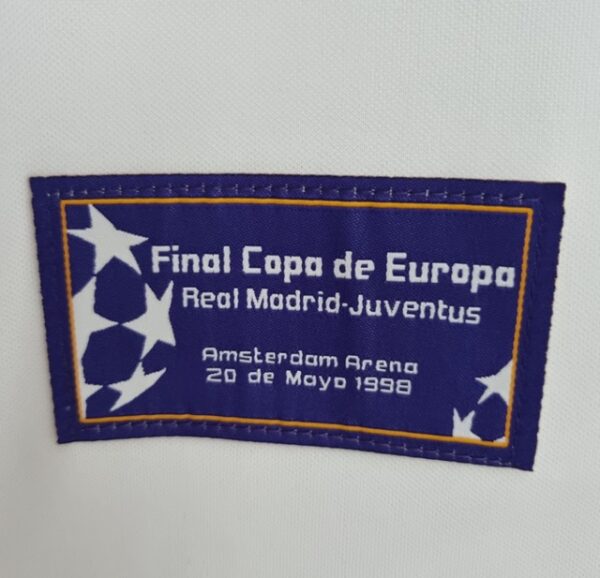 Final Copa de Europa
Real Madrid-Juventus
Amsterdam Arena
20 de Mayo 1998